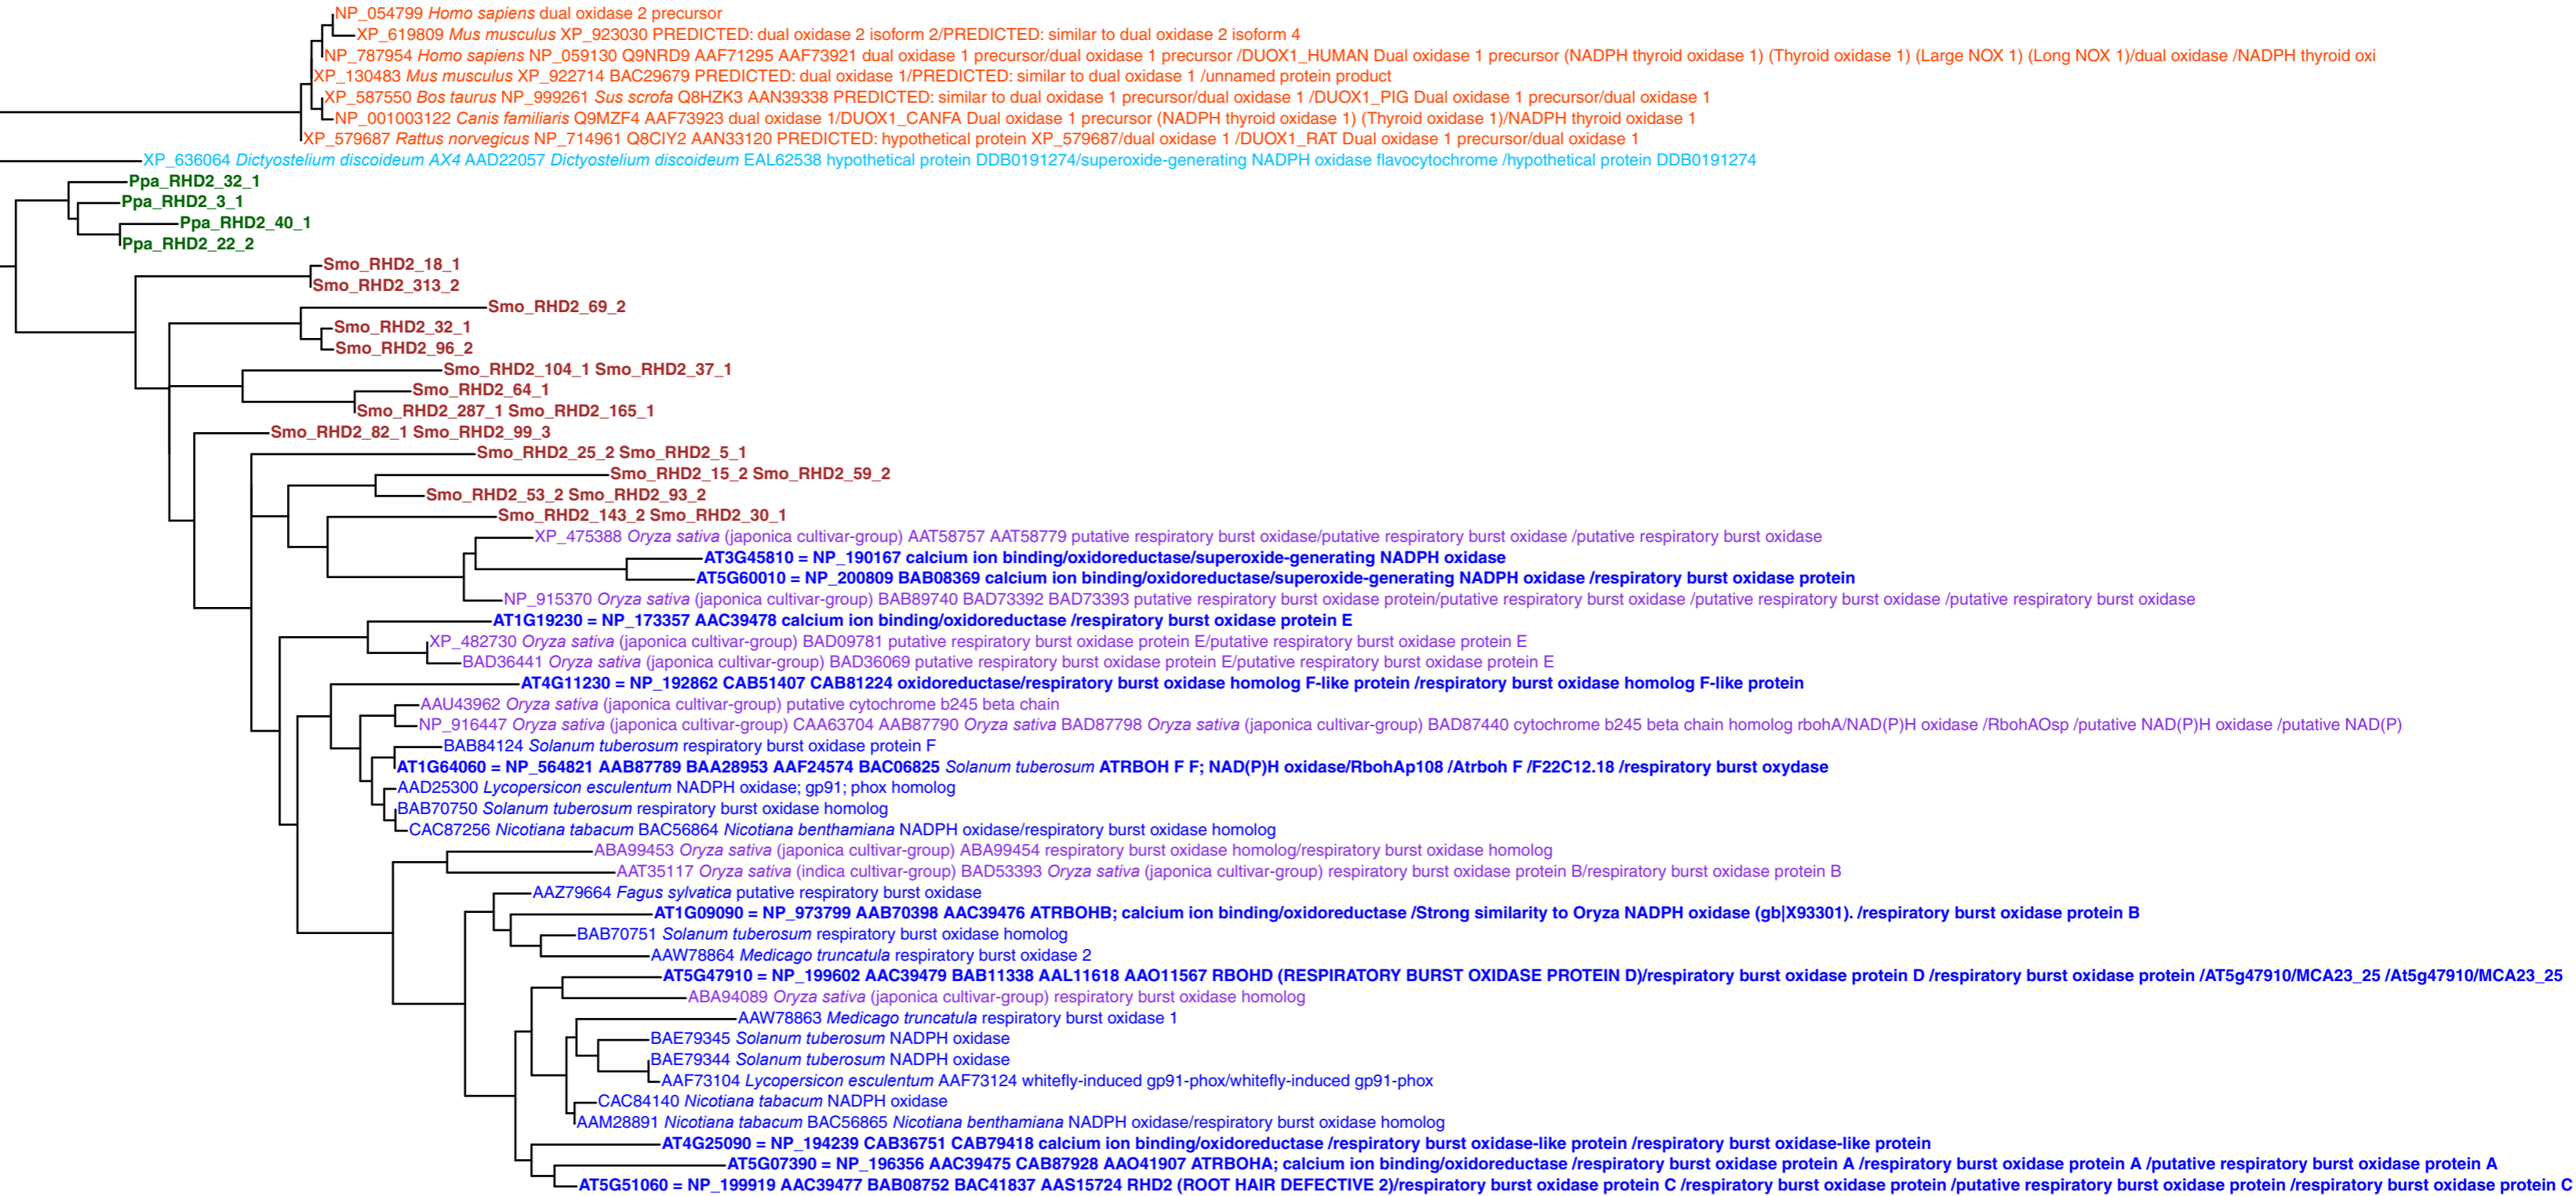 NP_054799 Homo sapiens dual oxidase 2 precursor
XP_619809 Mus musculus XP_923030 PREDICTED: dual oxidase 2 isoform 2/PREDICTED: similar to dual oxidase 2 isoform 4
NP_787954 Homo sapiens NP_059130 Q9NRD9 AAF71295 AAF73921 dual oxidase 1 precursor/dual oxidase 1 precursor /DUOX1_HUMAN Dual oxidase 1 precursor (NADPH thyroid oxidase 1) (Thyroid oxidase 1) (Large NOX 1) (Long NOX 1)/dual oxidase /NADPH thyroid oxi
XP_130483 Mus musculus XP_922714 BAC29679 PREDICTED: dual oxidase 1/PREDICTED: similar to dual oxidase 1 /unnamed protein product
XP_587550 Bos taurus NP_999261 Sus scrofa Q8HZK3 AAN39338 PREDICTED: similar to dual oxidase 1 precursor/dual oxidase 1 /DUOX1_PIG Dual oxidase 1 precursor/dual oxidase 1
NP_001003122 Canis familiaris Q9MZF4 AAF73923 dual oxidase 1/DUOX1_CANFA Dual oxidase 1 precursor (NADPH thyroid oxidase 1) (Thyroid oxidase 1)/NADPH thyroid oxidase 1
XP_579687 Rattus norvegicus NP_714961 Q8CIY2 AAN33120 PREDICTED: hypothetical protein XP_579687/dual oxidase 1 /DUOX1_RAT Dual oxidase 1 precursor/dual oxidase 1
XP_636064 Dictyostelium discoideum AX4 AAD22057 Dictyostelium discoideum EAL62538 hypothetical protein DDB0191274/superoxide-generating NADPH oxidase flavocytochrome /hypothetical protein DDB0191274
Ppa_RHD2_32_1
Ppa_RHD2_3_1
Ppa_RHD2_40_1
Ppa_RHD2_22_2
Smo_RHD2_18_1
Smo_RHD2_313_2
Smo_RHD2_69_2
Smo_RHD2_32_1
Smo_RHD2_96_2
Smo_RHD2_104_1 Smo_RHD2_37_1
Smo_RHD2_64_1
Smo_RHD2_287_1 Smo_RHD2_165_1
Smo_RHD2_82_1 Smo_RHD2_99_3
Smo_RHD2_25_2 Smo_RHD2_5_1
Smo_RHD2_15_2 Smo_RHD2_59_2
Smo_RHD2_53_2 Smo_RHD2_93_2
Smo_RHD2_143_2 Smo_RHD2_30_1
XP_475388 Oryza sativa (japonica cultivar-group) AAT58757 AAT58779 putative respiratory burst oxidase/putative respiratory burst oxidase /putative respiratory burst oxidase
AT3G45810 = NP_190167 calcium ion binding/oxidoreductase/superoxide-generating NADPH oxidase
AT5G60010 = NP_200809 BAB08369 calcium ion binding/oxidoreductase/superoxide-generating NADPH oxidase /respiratory burst oxidase protein
NP_915370 Oryza sativa (japonica cultivar-group) BAB89740 BAD73392 BAD73393 putative respiratory burst oxidase protein/putative respiratory burst oxidase /putative respiratory burst oxidase /putative respiratory burst oxidase
AT1G19230 = NP_173357 AAC39478 calcium ion binding/oxidoreductase /respiratory burst oxidase protein E
XP_482730 Oryza sativa (japonica cultivar-group) BAD09781 putative respiratory burst oxidase protein E/putative respiratory burst oxidase protein E
BAD36441 Oryza sativa (japonica cultivar-group) BAD36069 putative respiratory burst oxidase protein E/putative respiratory burst oxidase protein E
AT4G11230 = NP_192862 CAB51407 CAB81224 oxidoreductase/respiratory burst oxidase homolog F-like protein /respiratory burst oxidase homolog F-like protein
AAU43962 Oryza sativa (japonica cultivar-group) putative cytochrome b245 beta chain
NP_916447 Oryza sativa (japonica cultivar-group) CAA63704 AAB87790 Oryza sativa BAD87798 Oryza sativa (japonica cultivar-group) BAD87440 cytochrome b245 beta chain homolog rbohA/NAD(P)H oxidase /RbohAOsp /putative NAD(P)H oxidase /putative NAD(P)
BAB84124 Solanum tuberosum respiratory burst oxidase protein F
AT1G64060 = NP_564821 AAB87789 BAA28953 AAF24574 BAC06825 Solanum tuberosum ATRBOH F F; NAD(P)H oxidase/RbohAp108 /Atrboh F /F22C12.18 /respiratory burst oxydase
AAD25300 Lycopersicon esculentum NADPH oxidase; gp91; phox homolog
BAB70750 Solanum tuberosum respiratory burst oxidase homolog
CAC87256 Nicotiana tabacum BAC56864 Nicotiana benthamiana NADPH oxidase/respiratory burst oxidase homolog
ABA99453 Oryza sativa (japonica cultivar-group) ABA99454 respiratory burst oxidase homolog/respiratory burst oxidase homolog
AAT35117 Oryza sativa (indica cultivar-group) BAD53393 Oryza sativa (japonica cultivar-group) respiratory burst oxidase protein B/respiratory burst oxidase protein B
AAZ79664 Fagus sylvatica putative respiratory burst oxidase
AT1G09090 = NP_973799 AAB70398 AAC39476 ATRBOHB; calcium ion binding/oxidoreductase /Strong similarity to Oryza NADPH oxidase (gb|X93301). /respiratory burst oxidase protein B
BAB70751 Solanum tuberosum respiratory burst oxidase homolog
AAW78864 Medicago truncatula respiratory burst oxidase 2
AT5G47910 = NP_199602 AAC39479 BAB11338 AAL11618 AAO11567 RBOHD (RESPIRATORY BURST OXIDASE PROTEIN D)/respiratory burst oxidase protein D /respiratory burst oxidase protein /AT5g47910/MCA23_25 /At5g47910/MCA23_25
ABA94089 Oryza sativa (japonica cultivar-group) respiratory burst oxidase homolog
AAW78863 Medicago truncatula respiratory burst oxidase 1
BAE79345 Solanum tuberosum NADPH oxidase
BAE79344 Solanum tuberosum NADPH oxidase
AAF73104 Lycopersicon esculentum AAF73124 whitefly-induced gp91-phox/whitefly-induced gp91-phox
CAC84140 Nicotiana tabacum NADPH oxidase
AAM28891 Nicotiana tabacum BAC56865 Nicotiana benthamiana NADPH oxidase/respiratory burst oxidase homolog
AT4G25090 = NP_194239 CAB36751 CAB79418 calcium ion binding/oxidoreductase /respiratory burst oxidase-like protein /respiratory burst oxidase-like protein
AT5G07390 = NP_196356 AAC39475 CAB87928 AAO41907 ATRBOHA; calcium ion binding/oxidoreductase /respiratory burst oxidase protein A /respiratory burst oxidase protein A /putative respiratory burst oxidase protein A
AT5G51060 = NP_199919 AAC39477 BAB08752 BAC41837 AAS15724 RHD2 (ROOT HAIR DEFECTIVE 2)/respiratory burst oxidase protein C /respiratory burst oxidase protein /putative respiratory burst oxidase protein /respiratory burst oxidase protein C